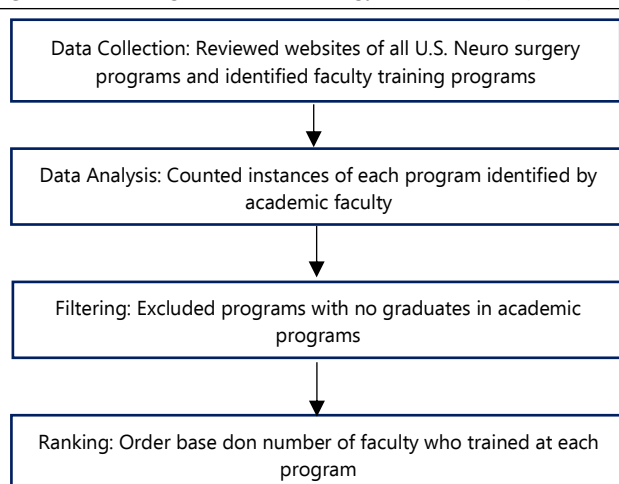 Data Collection: Reviewed websites of all U.S. Neuro surgery
programs and identified faculty training programs
Data Analysis: Counted instances of each program identified by
academic faculty
Filtering: Excluded programs with no graduates in academic
programs
Ranking: Order base don number of faculty who trained at each
program